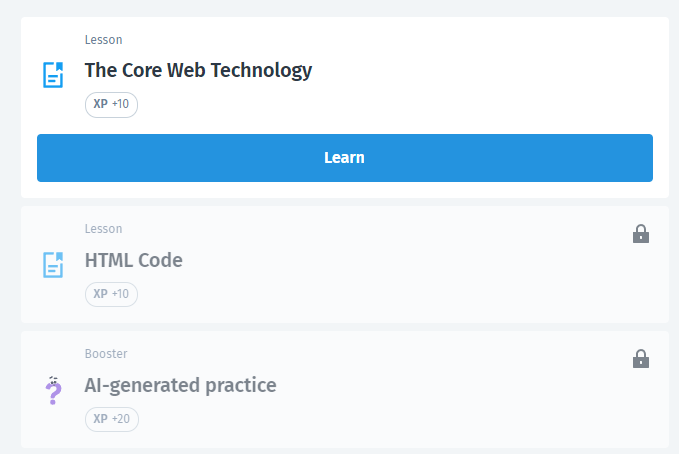 Lesson
The Core Web Technology
XP +10
Learn
Lesson
HTML Code
XP +10
Booster
?
AI-generated practice
XP +20